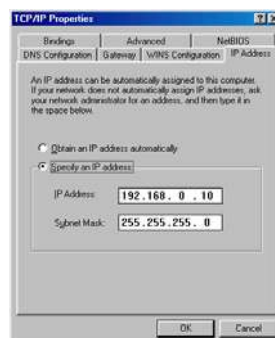 TCP/IP Properties
Bindings Advanced NetBIOS
DNS Configuration Gateway WINS Configuration IP Address
An IP address can be automatically assigned to this computer.
If your network does not automatically assign IP addresses, ask
your network administrator for an address, and then type it in
the space below.
Obtain an IP address automatically
Specify an IP address:
IP Address: 192.168. 0 .10
Subnet Mask: 255.255.255. 0
OK Cancel